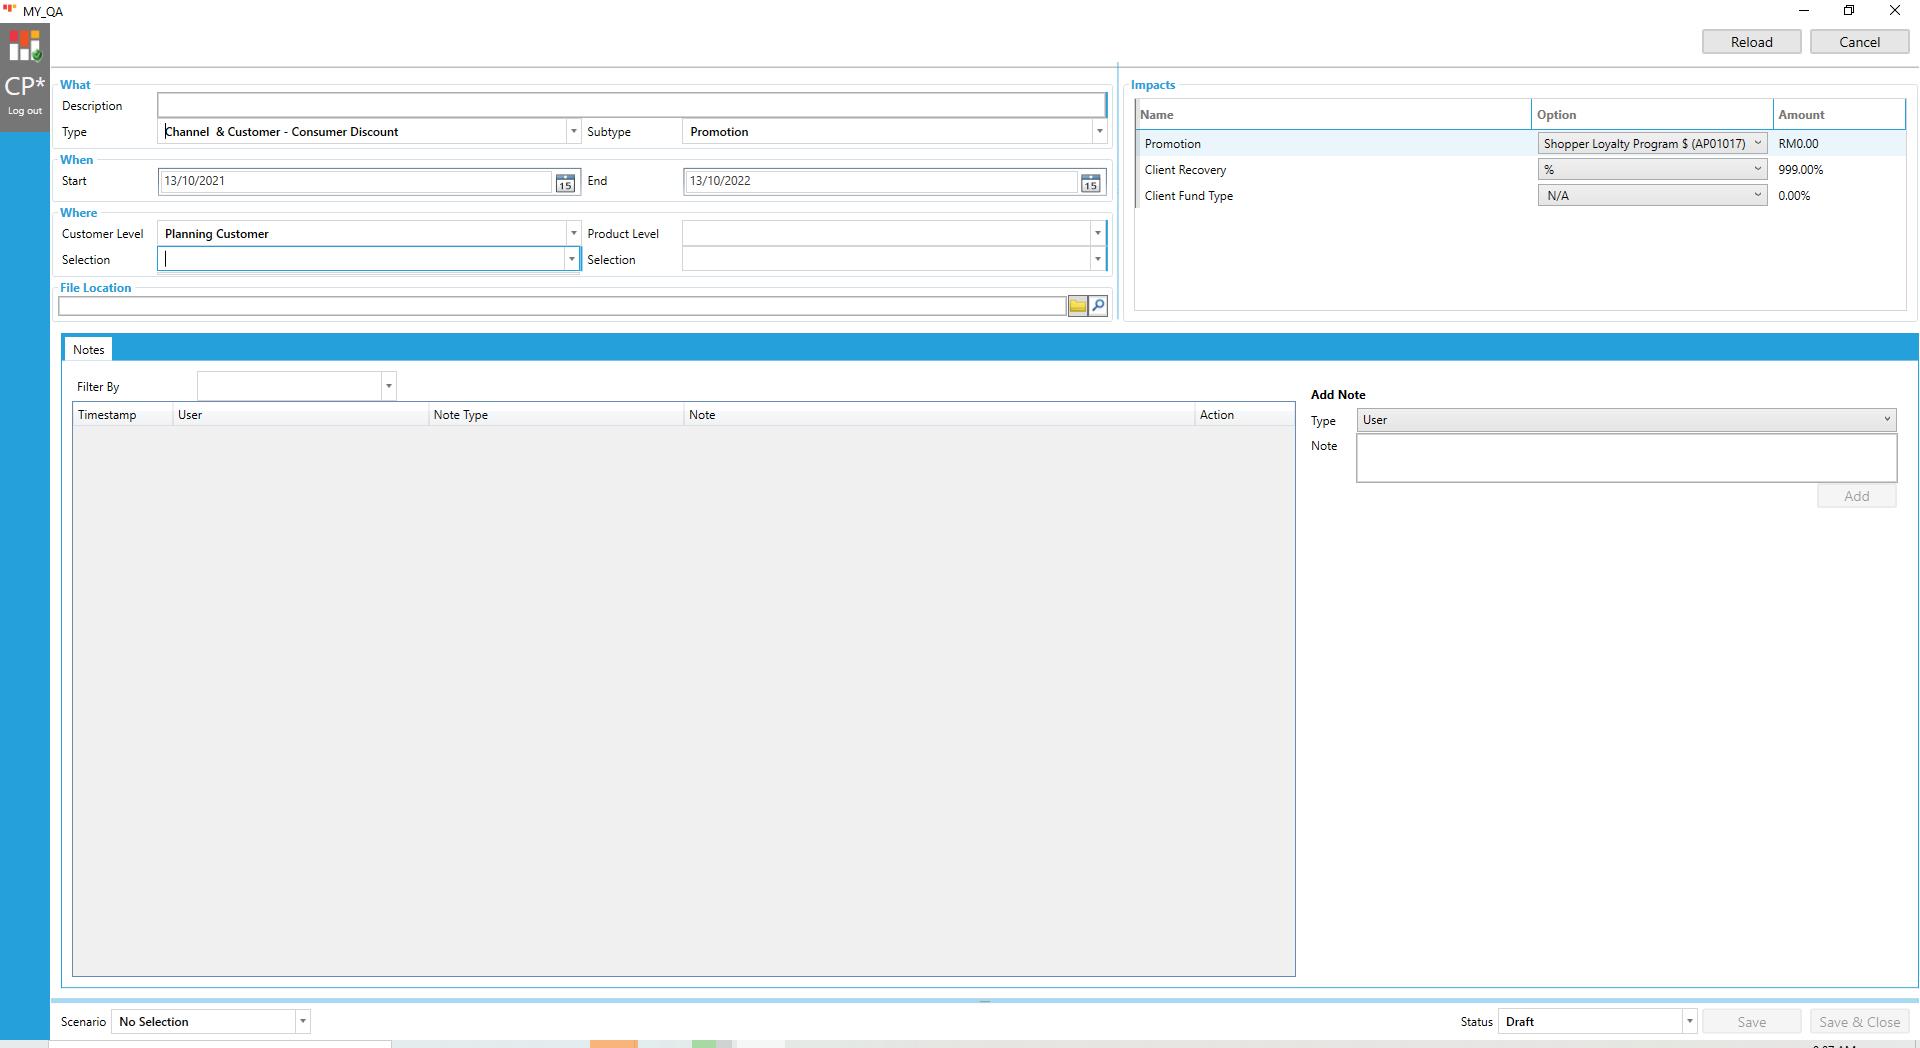 MY_QA
Reload Cancel
CP*
Log out
What
Description
Type Channel & Customer - Consumer Discount Subtype Promotion
When
Start 13/10/2021 15 End 13/10/2022 15
Where
Customer Level Planning Customer Product Level
Selection Selection
File Location
Impacts
Name Option Amount
Promotion Shopper Loyalty Program $ (AP01017) RM0.00
Client Recovery % 999.00%
Client Fund Type N/A 0.00%
Notes
Filter By
Timestamp User Note Type Note Action
Add Note
Type User
Note
Add
Scenario No Selection Status Draft Save Save & Close